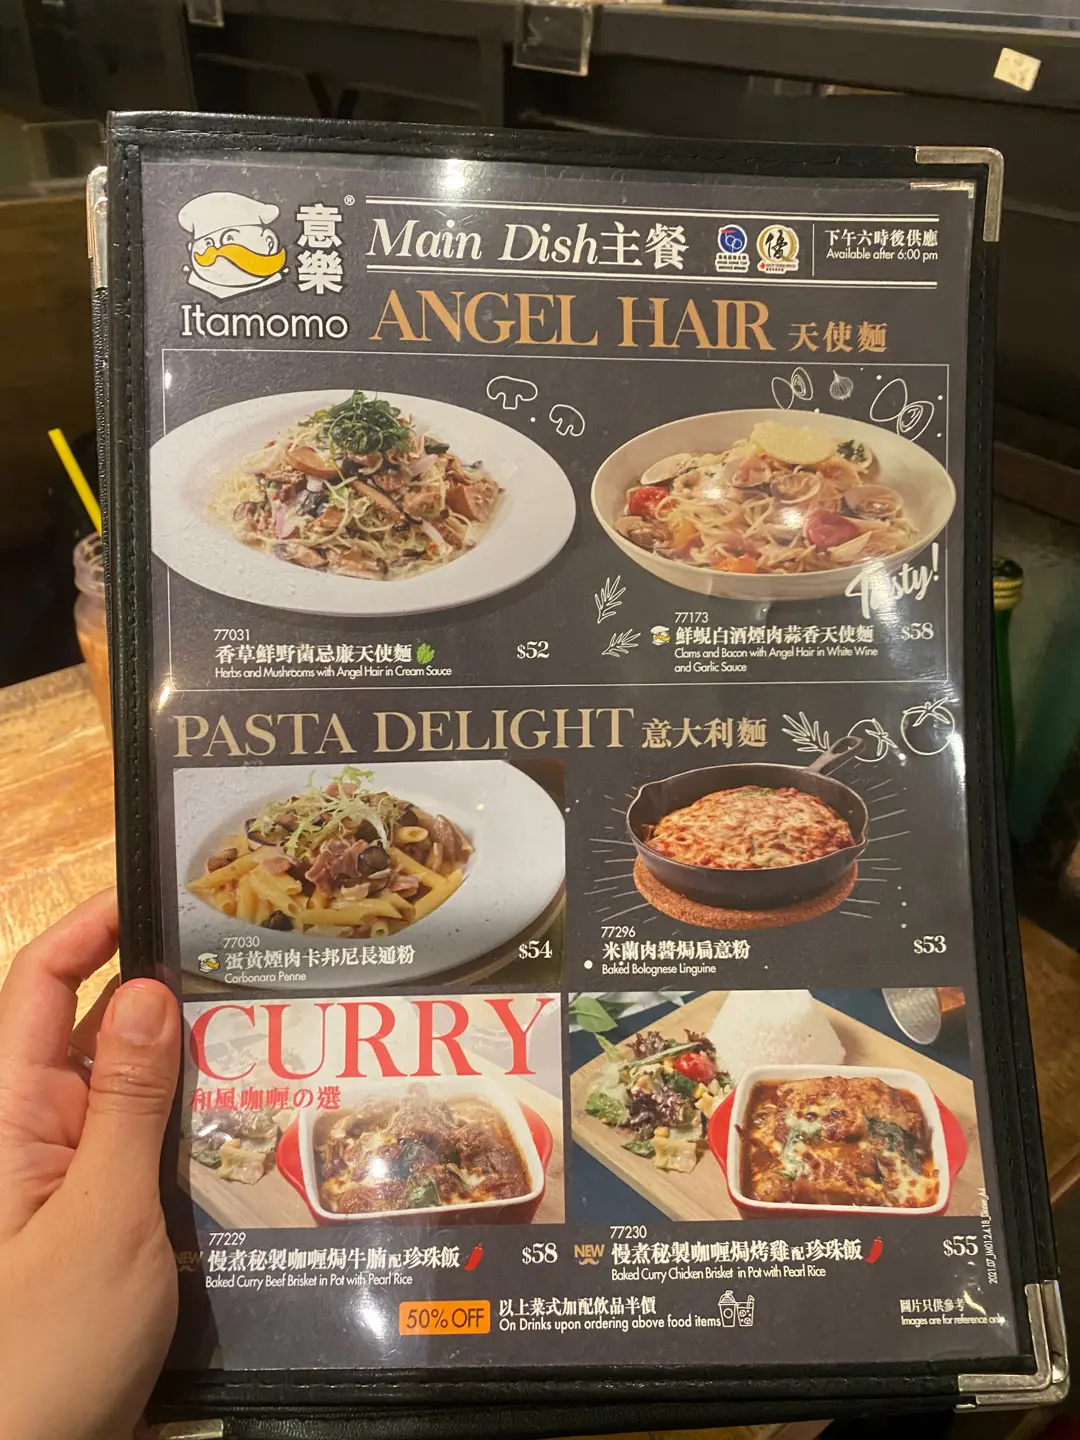 意樂®
Itamomo
Main Dish主餐
下午六時後供應
Available after 6:00 pm
ANGEL HAIR 天使麵
Tasty!
77031
香草鮮野菌忌廉天使麵
Herbs and Mushrooms with Angel Hair in Cream Sauce
$52
77173
鮮蜆白酒煙肉蒜香天使麵
Clams and Bacon with Angel Hair in White Wine
and Garlic Sauce
$58
PASTA DELIGHT 意大利麵
77030
蛋黃煙肉卡邦尼長通粉
Carbonara Penne
$54
77296
米蘭肉醬焗扁意粉
Baked Bolognese Linguine
$53
CURRY
和風咖喱の選
77229
NEW 慢煮秘製咖喱焗牛腩配珍珠飯
Baked Curry Beef Brisket in Pot with Pearl Rice
$58
77230
NEW 慢煮秘製咖喱焗烤雞配珍珠飯
Baked Curry Chicken Brisket in Pot with Pearl Rice
$55
50% OFF
以上菜式加配飲品半價
On Drinks upon ordering above food items
圖片只供參考
Images are for reference only